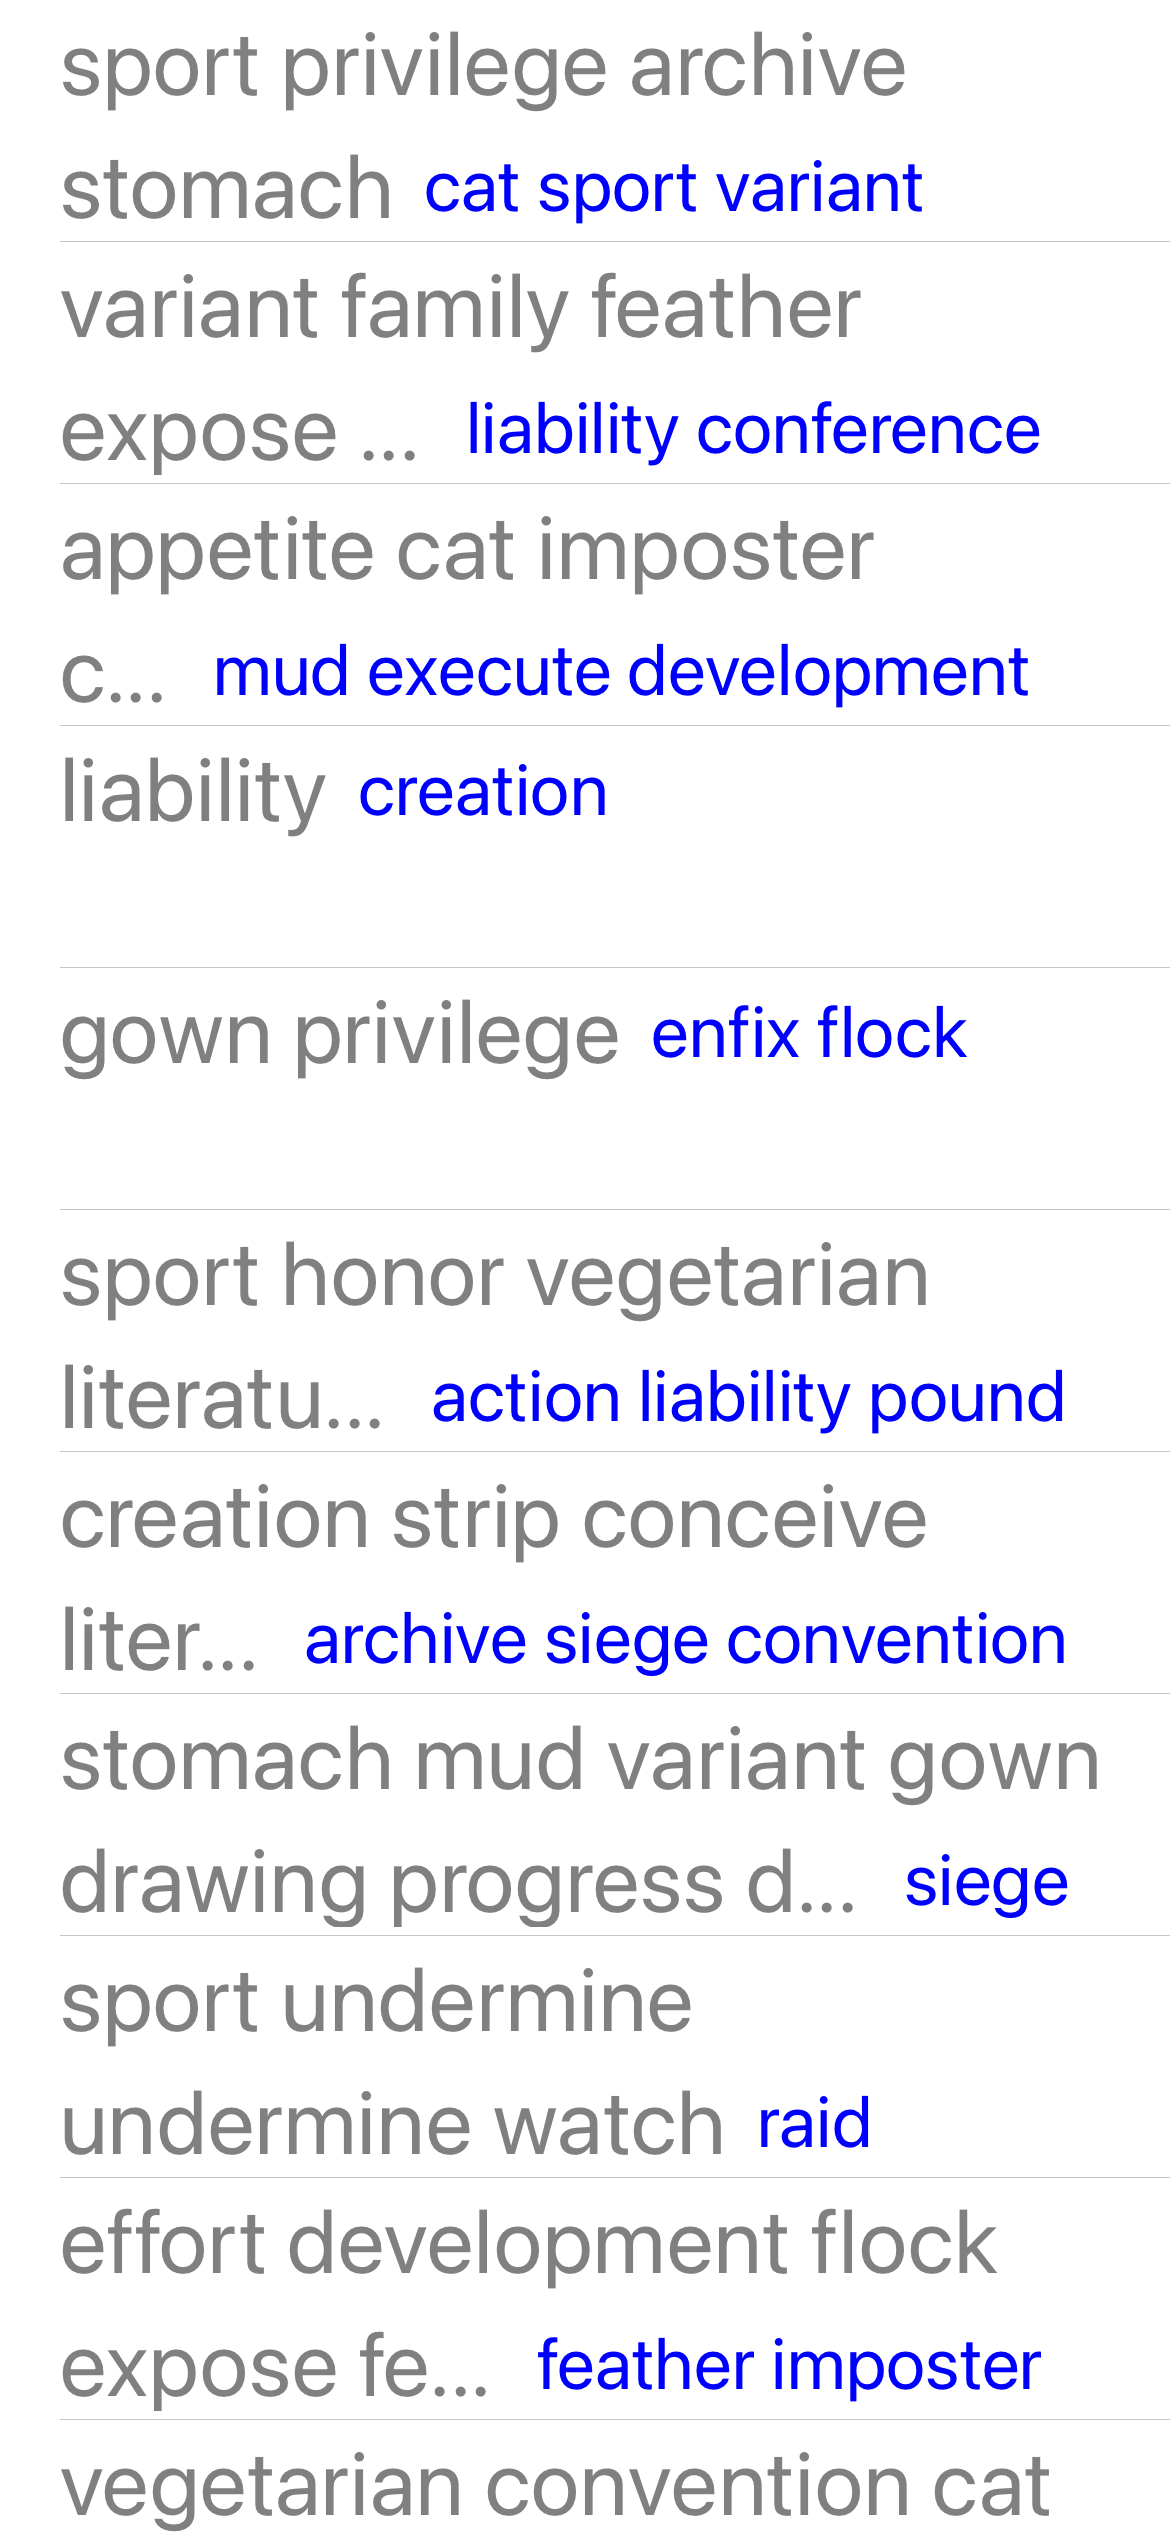 sport privilege archive
stomach cat sport variant
variant family feather
expose ... liability conference
appetite cat imposter
c... mud execute development
liability creation
gown privilege enfix flock
sport honor vegetarian
literatu... action liability pound
creation strip conceive
liter... archive siege convention
stomach mud variant gown
drawing progress d... siege
sport undermine
undermine watch raid
effort development flock
expose fe... feather imposter
vegetarian convention cat